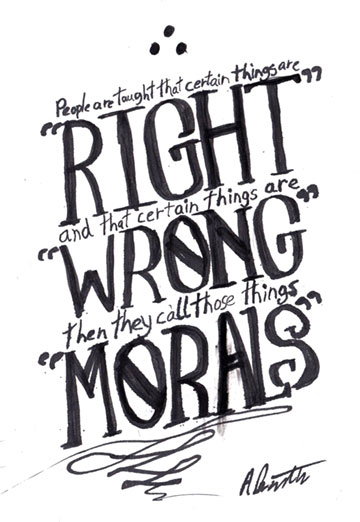 People are taught that certain things are
“RIGHT”
and that certain things are
“WRONG”
then they call those things
“MORALS”